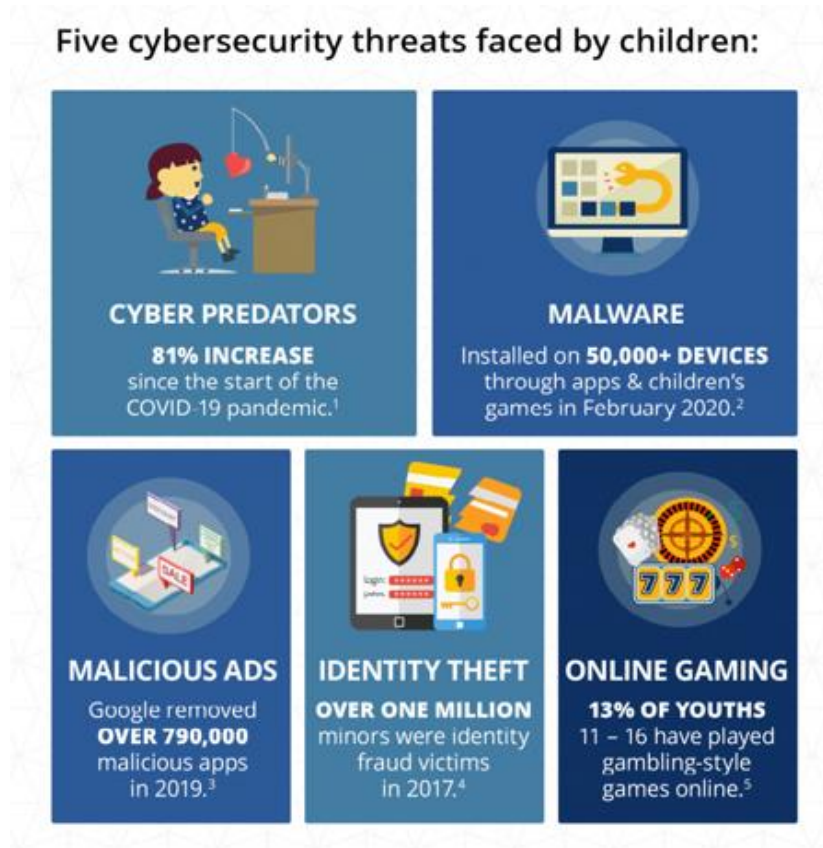 Five cybersecurity threats faced by children:
CYBER PREDATORS
81% INCREASE
since the start of the
COVID-19 pandemic.¹
MALWARE
Installed on 50,000+ DEVICES
through apps & children's
games in February 2020.²
SALE
MALICIOUS ADS
Google removed
OVER 790,000
malicious apps
in 2019.³
login:
IDENTITY THEFT
OVER ONE MILLION
minors were identity
fraud victims
in 2017.⁴
$
777
ONLINE GAMING
13% OF YOUTHS
11 – 16 have played
gambling-style
games online.⁵